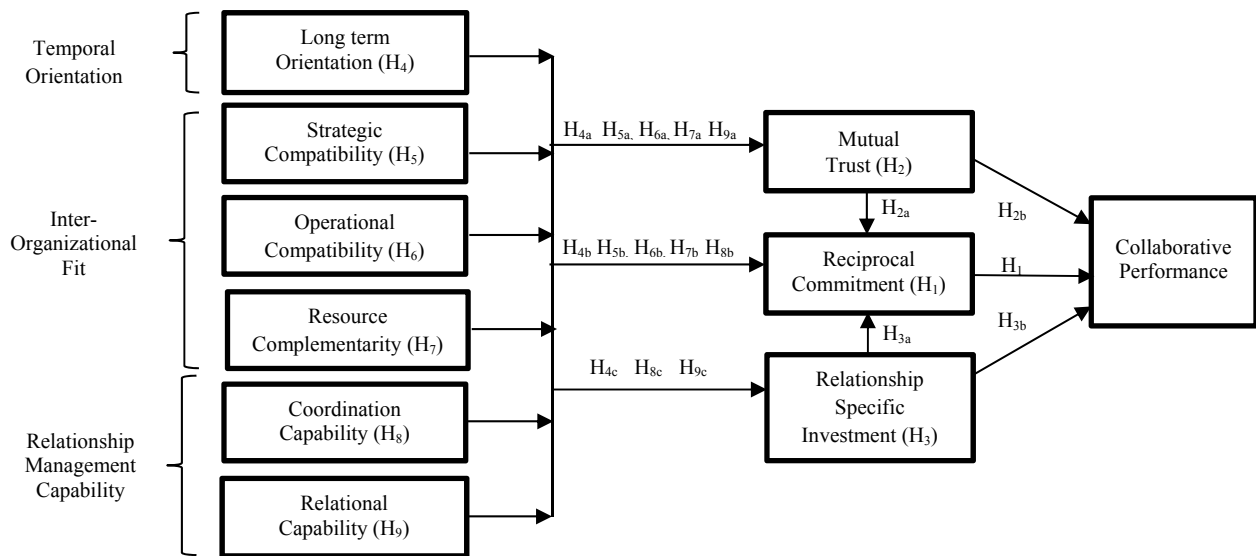 Temporal
Orientation
Long term
Orientation (H4)
Inter-
Organizational
Fit
Strategic
Compatibility (H5)
Operational
Compatibility (H6)
Resource
Complementarity (H7)
Relationship
Management
Capability
Coordination
Capability (H8)
Relational
Capability (H9)
H4a H5a, H6a, H7a H9a
H4b H5b, H6b, H7b H8b
H4c H8c H9c
Mutual
Trust (H2)
H2a
Reciprocal
Commitment (H1)
H3a
Relationship
Specific
Investment (H3)
H2b
H1
H3b
Collaborative
Performance